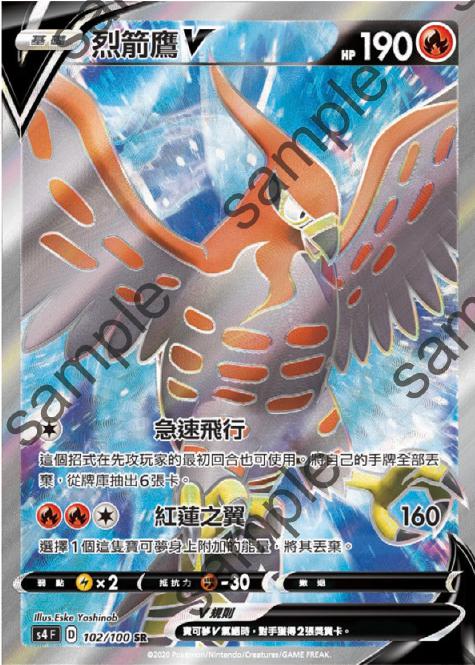 基礎 烈箭鷹V HP 190
急速飛行
這個招式在先攻玩家的最初回合也可使用。將自己的手牌全部丟
棄，從牌庫抽出6張卡。
紅蓮之翼 160
選擇1個這隻寶可夢身上附加的能量，將其丟棄。
弱點 ×2 抵抗力 -30 撤退
Illus.Eske Yoshinob
V規則
s4 F D 102/100 SR
寶可夢V氣絕時，對手獲得2張獎賞卡。
©2020 Pokémon/Nintendo/Creatures/GAME FREAK.
sample
sample
sample
sample
sample
sample